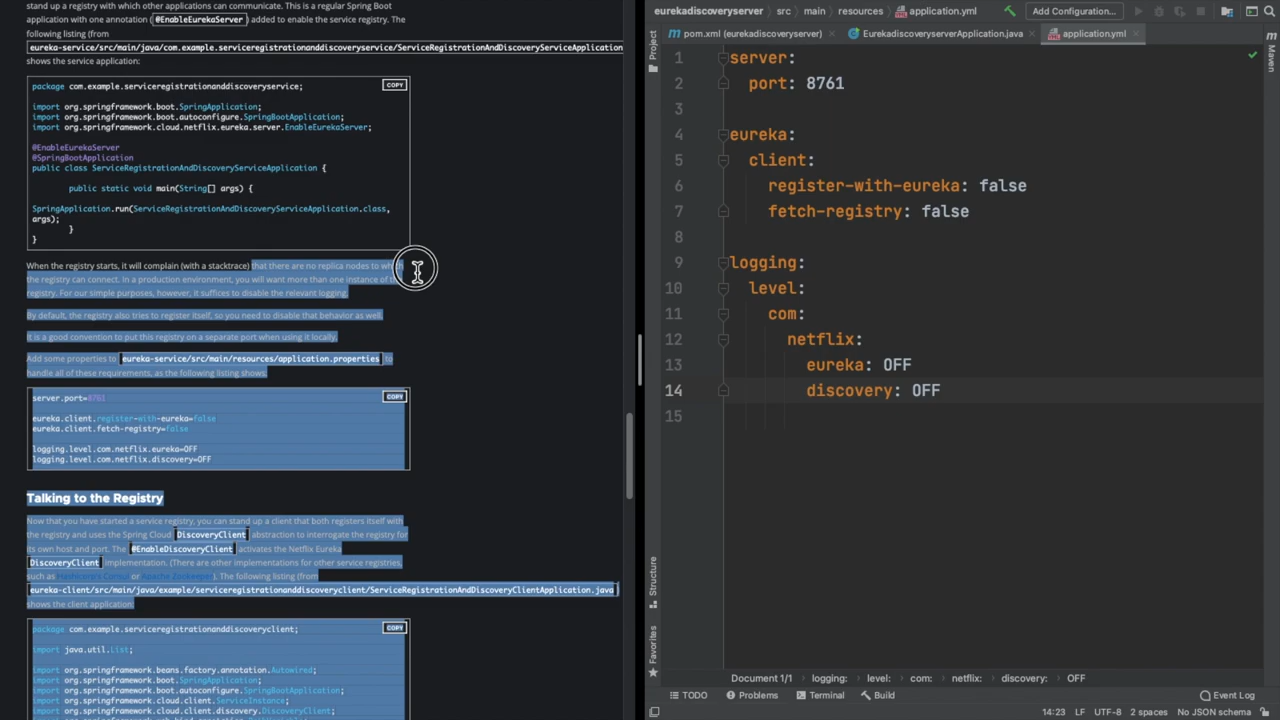 stand up a registry with which other applications can communicate. This is a regular Spring Boot
application with one annotation (@EnableEurekaServer) added to enable the service registry. The
following listing (from
eureka-service/src/main/java/com.example.serviceregistrationanddiscoveryservice/ServiceRegistrationAndDiscoveryServiceApplication
shows the service application:
COPY
package com.example.serviceregistrationanddiscoveryservice;
import org.springframework.boot.SpringApplication;
import org.springframework.boot.autoconfigure.SpringBootApplication;
import org.springframework.cloud.netflix.eureka.server.EnableEurekaServer;
@EnableEurekaServer
@SpringBootApplication
public class ServiceRegistrationAndDiscoveryServiceApplication {
public static void main(String[] args) {
SpringApplication.run(ServiceRegistrationAndDiscoveryServiceApplication.class,
args);
}
}
When the registry starts, it will complain (with a stacktrace) that there are no replica nodes to which
the registry can connect. In a production environment, you will want more than one instance of the
registry. For our simple purposes, however, it suffices to disable the relevant logging.
By default, the registry also tries to register itself, so you need to disable that behavior as well.
It is a good convention to put this registry on a separate port when using it locally.
Add some properties to eureka-service/src/main/resources/application.properties to
handle all of these requirements, as the following listing shows:
COPY
server.port=8761
eureka.client.register-with-eureka=false
eureka.client.fetch-registry=false
logging.level.com.netflix.eureka=OFF
logging.level.com.netflix.discovery=OFF
Talking to the Registry
Now that you have started a service registry, you can stand up a client that both registers itself with
the registry and uses the Spring Cloud DiscoveryClient abstraction to interrogate the registry for
its own host and port. The @EnableDiscoveryClient activates the Netflix Eureka
DiscoveryClient implementation. (There are other implementations for other service registries,
such as Hashicorp's Consul or Apache Zookeeper). The following listing (from
eureka-client/src/main/java/example/serviceregistrationanddiscoveryclient/ServiceRegistrationAndDiscoveryClientApplication.java)
shows the client application:
COPY
package com.example.serviceregistrationanddiscoveryclient;
import java.util.List;
import org.springframework.beans.factory.annotation.Autowired;
import org.springframework.boot.SpringApplication;
import org.springframework.boot.autoconfigure.SpringBootApplication;
import org.springframework.cloud.client.ServiceInstance;
import org.springframework.cloud.client.discovery.DiscoveryClient;
eurekadiscoveryserver
src
main
resources
application.yml
Add Configuration...
pom.xml (eurekadiscoveryserver)
EurekadiscoveryserverApplication.java
application.yml
Project
Maven
1 server:
2 port: 8761
3
4 eureka:
5 client:
6 register-with-eureka: false
7 fetch-registry: false
8
9 logging:
10 level:
11 com:
12 netflix:
13 eureka: OFF
14 discovery: OFF
15
Structure
Favorites
Document 1/1 › logging: › level: › com: › netflix: › discovery: › OFF
TODO
Problems
Terminal
Build
Event Log
14:23 LF UTF-8 2 spaces No JSON schema